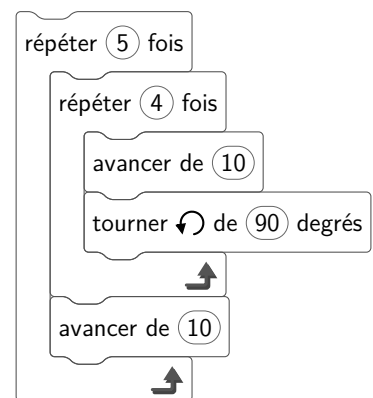 répéter 5 fois
répéter 4 fois
avancer de 10
tourner de 90 degrés
avancer de 10